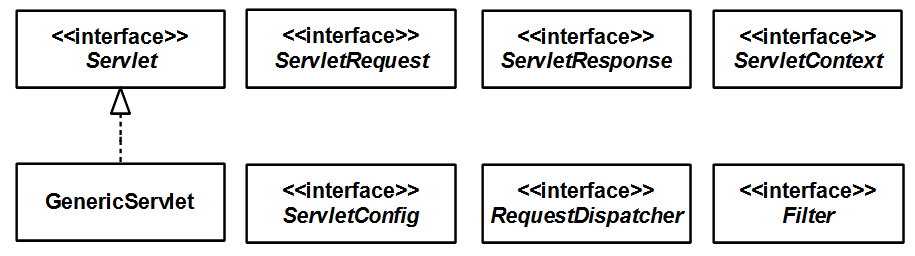 <<interface>>
Servlet
<<interface>>
ServletRequest
<<interface>>
ServletResponse
<<interface>>
ServletContext
GenericServlet
<<interface>>
ServletConfig
<<interface>>
RequestDispatcher
<<interface>>
Filter